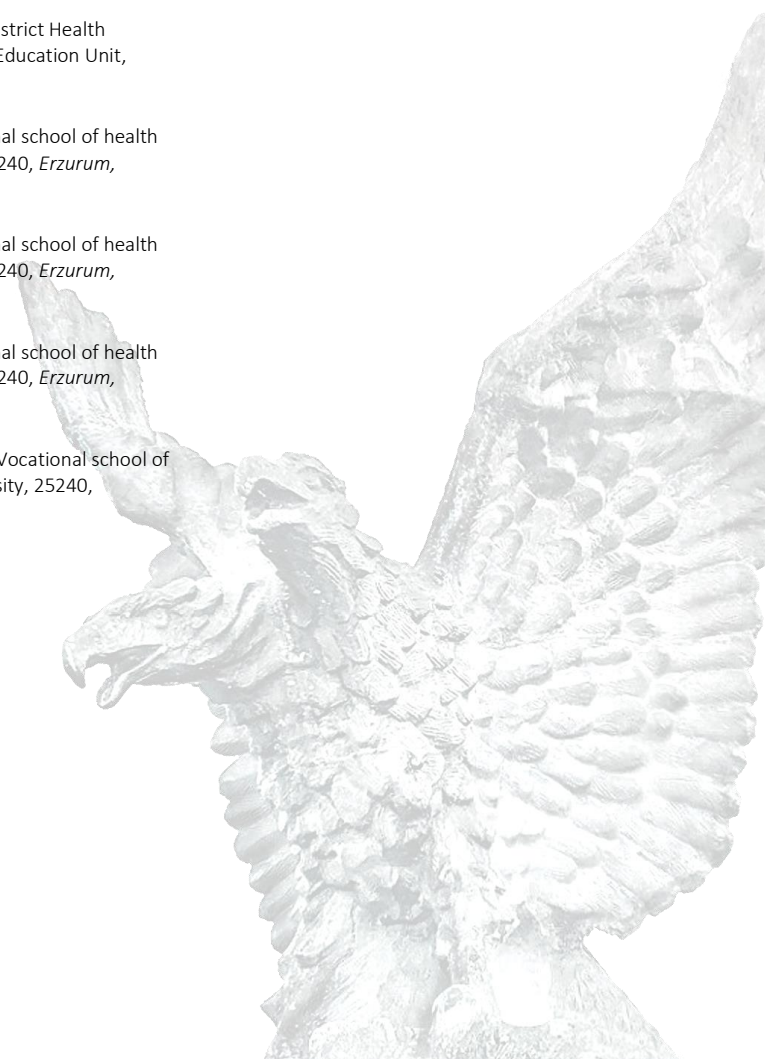 strict Health
Education Unit,
al school of health
240, Erzurum,
al school of health
240, Erzurum,
al school of health
240, Erzurum,
Vocational school of
sity, 25240,